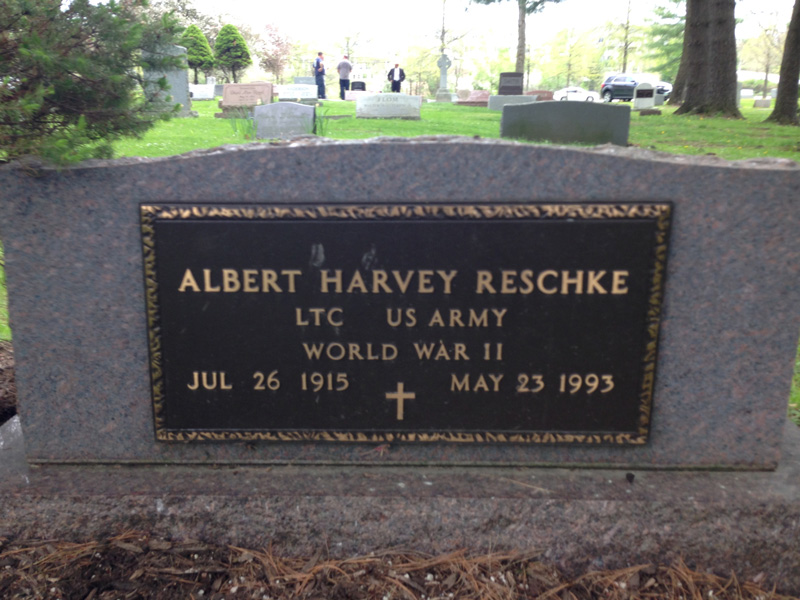 ALBERT HARVEY RESCHKE
LTC US ARMY
WORLD WAR II
JUL 26 1915 MAY 23 1993